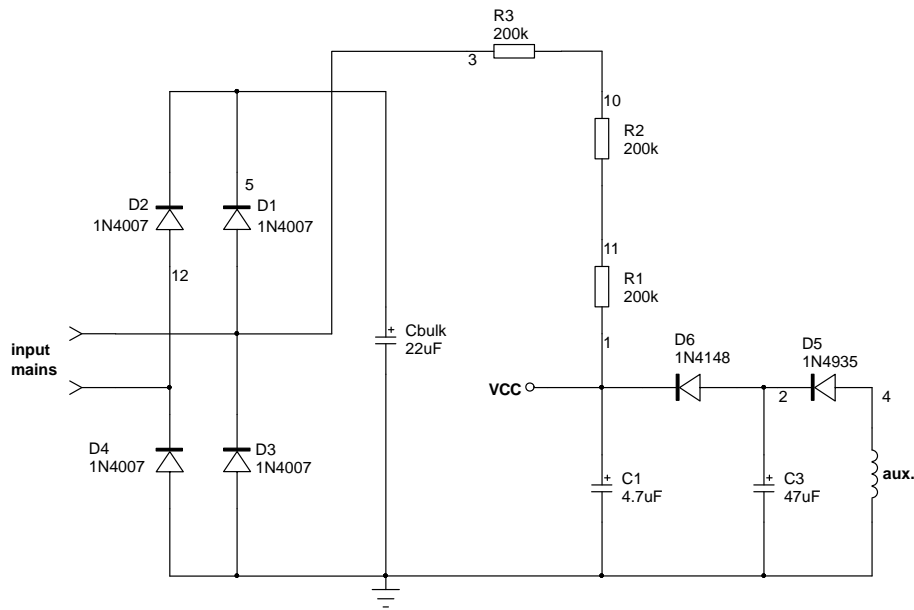 R3
200k
3
10
R2
200k
5
D2
1N4007
D1
1N4007
12
11
R1
200k
input
mains
Cbulk
22uF
+
1
D6
1N4148
D5
1N4935
VCC
2
4
D4
1N4007
D3
1N4007
+
C1
4.7uF
+
C3
47uF
aux.